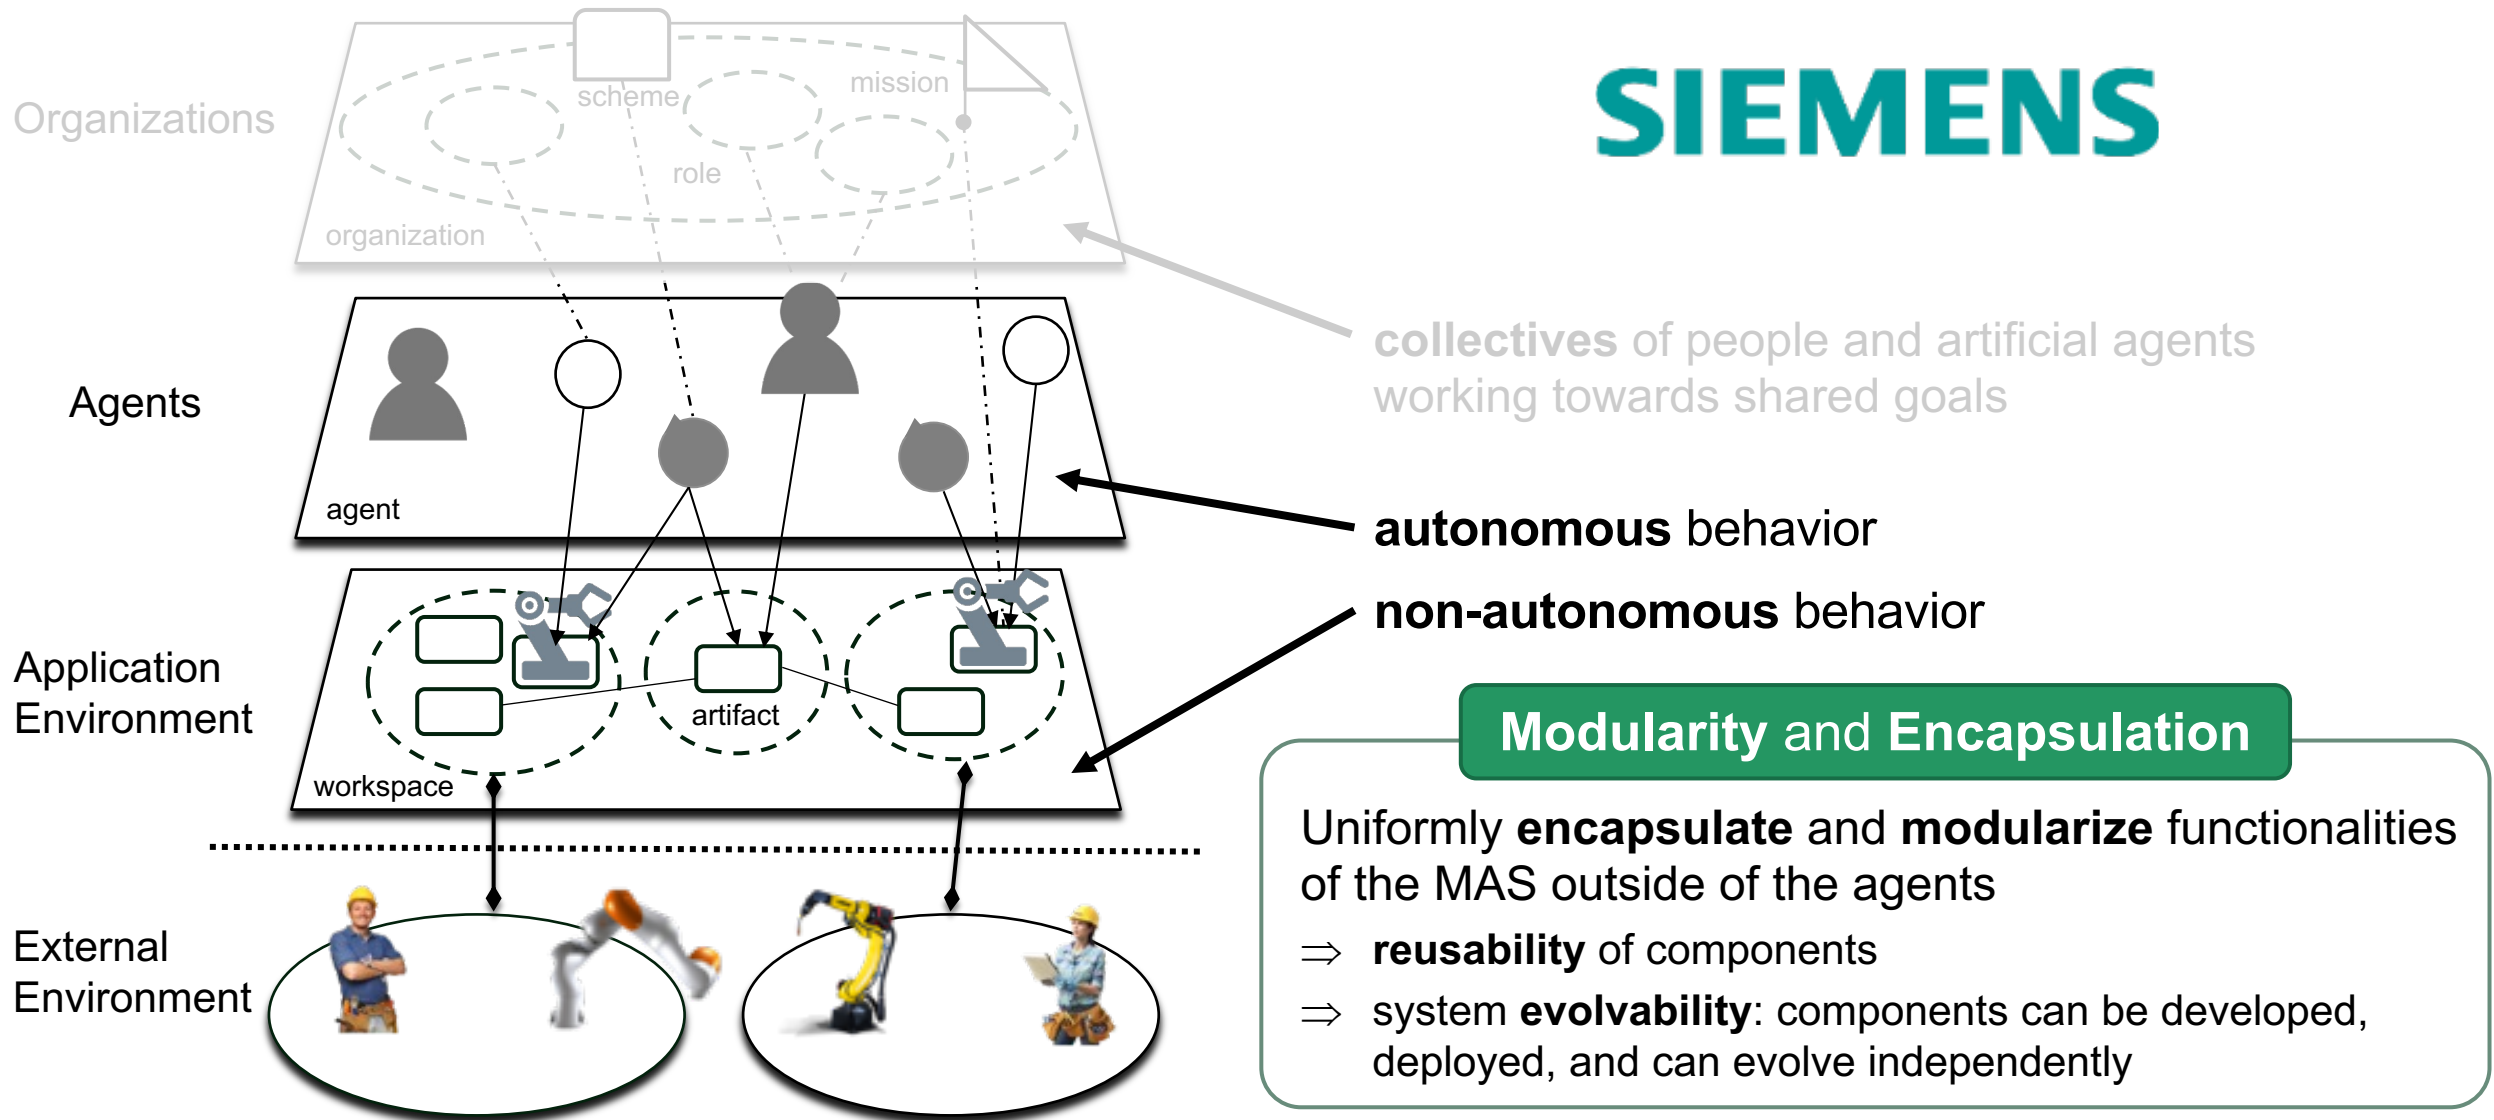 SIEMENS
Organizations
scheme
mission
role
organization
collectives of people and artificial agents
working towards shared goals
Agents
agent
autonomous behavior
non-autonomous behavior
Application
Environment
artifact
workspace
Modularity and Encapsulation
Uniformly encapsulate and modularize functionalities
of the MAS outside of the agents
⇒ reusability of components
⇒ system evolvability: components can be developed,
deployed, and can evolve independently
External
Environment